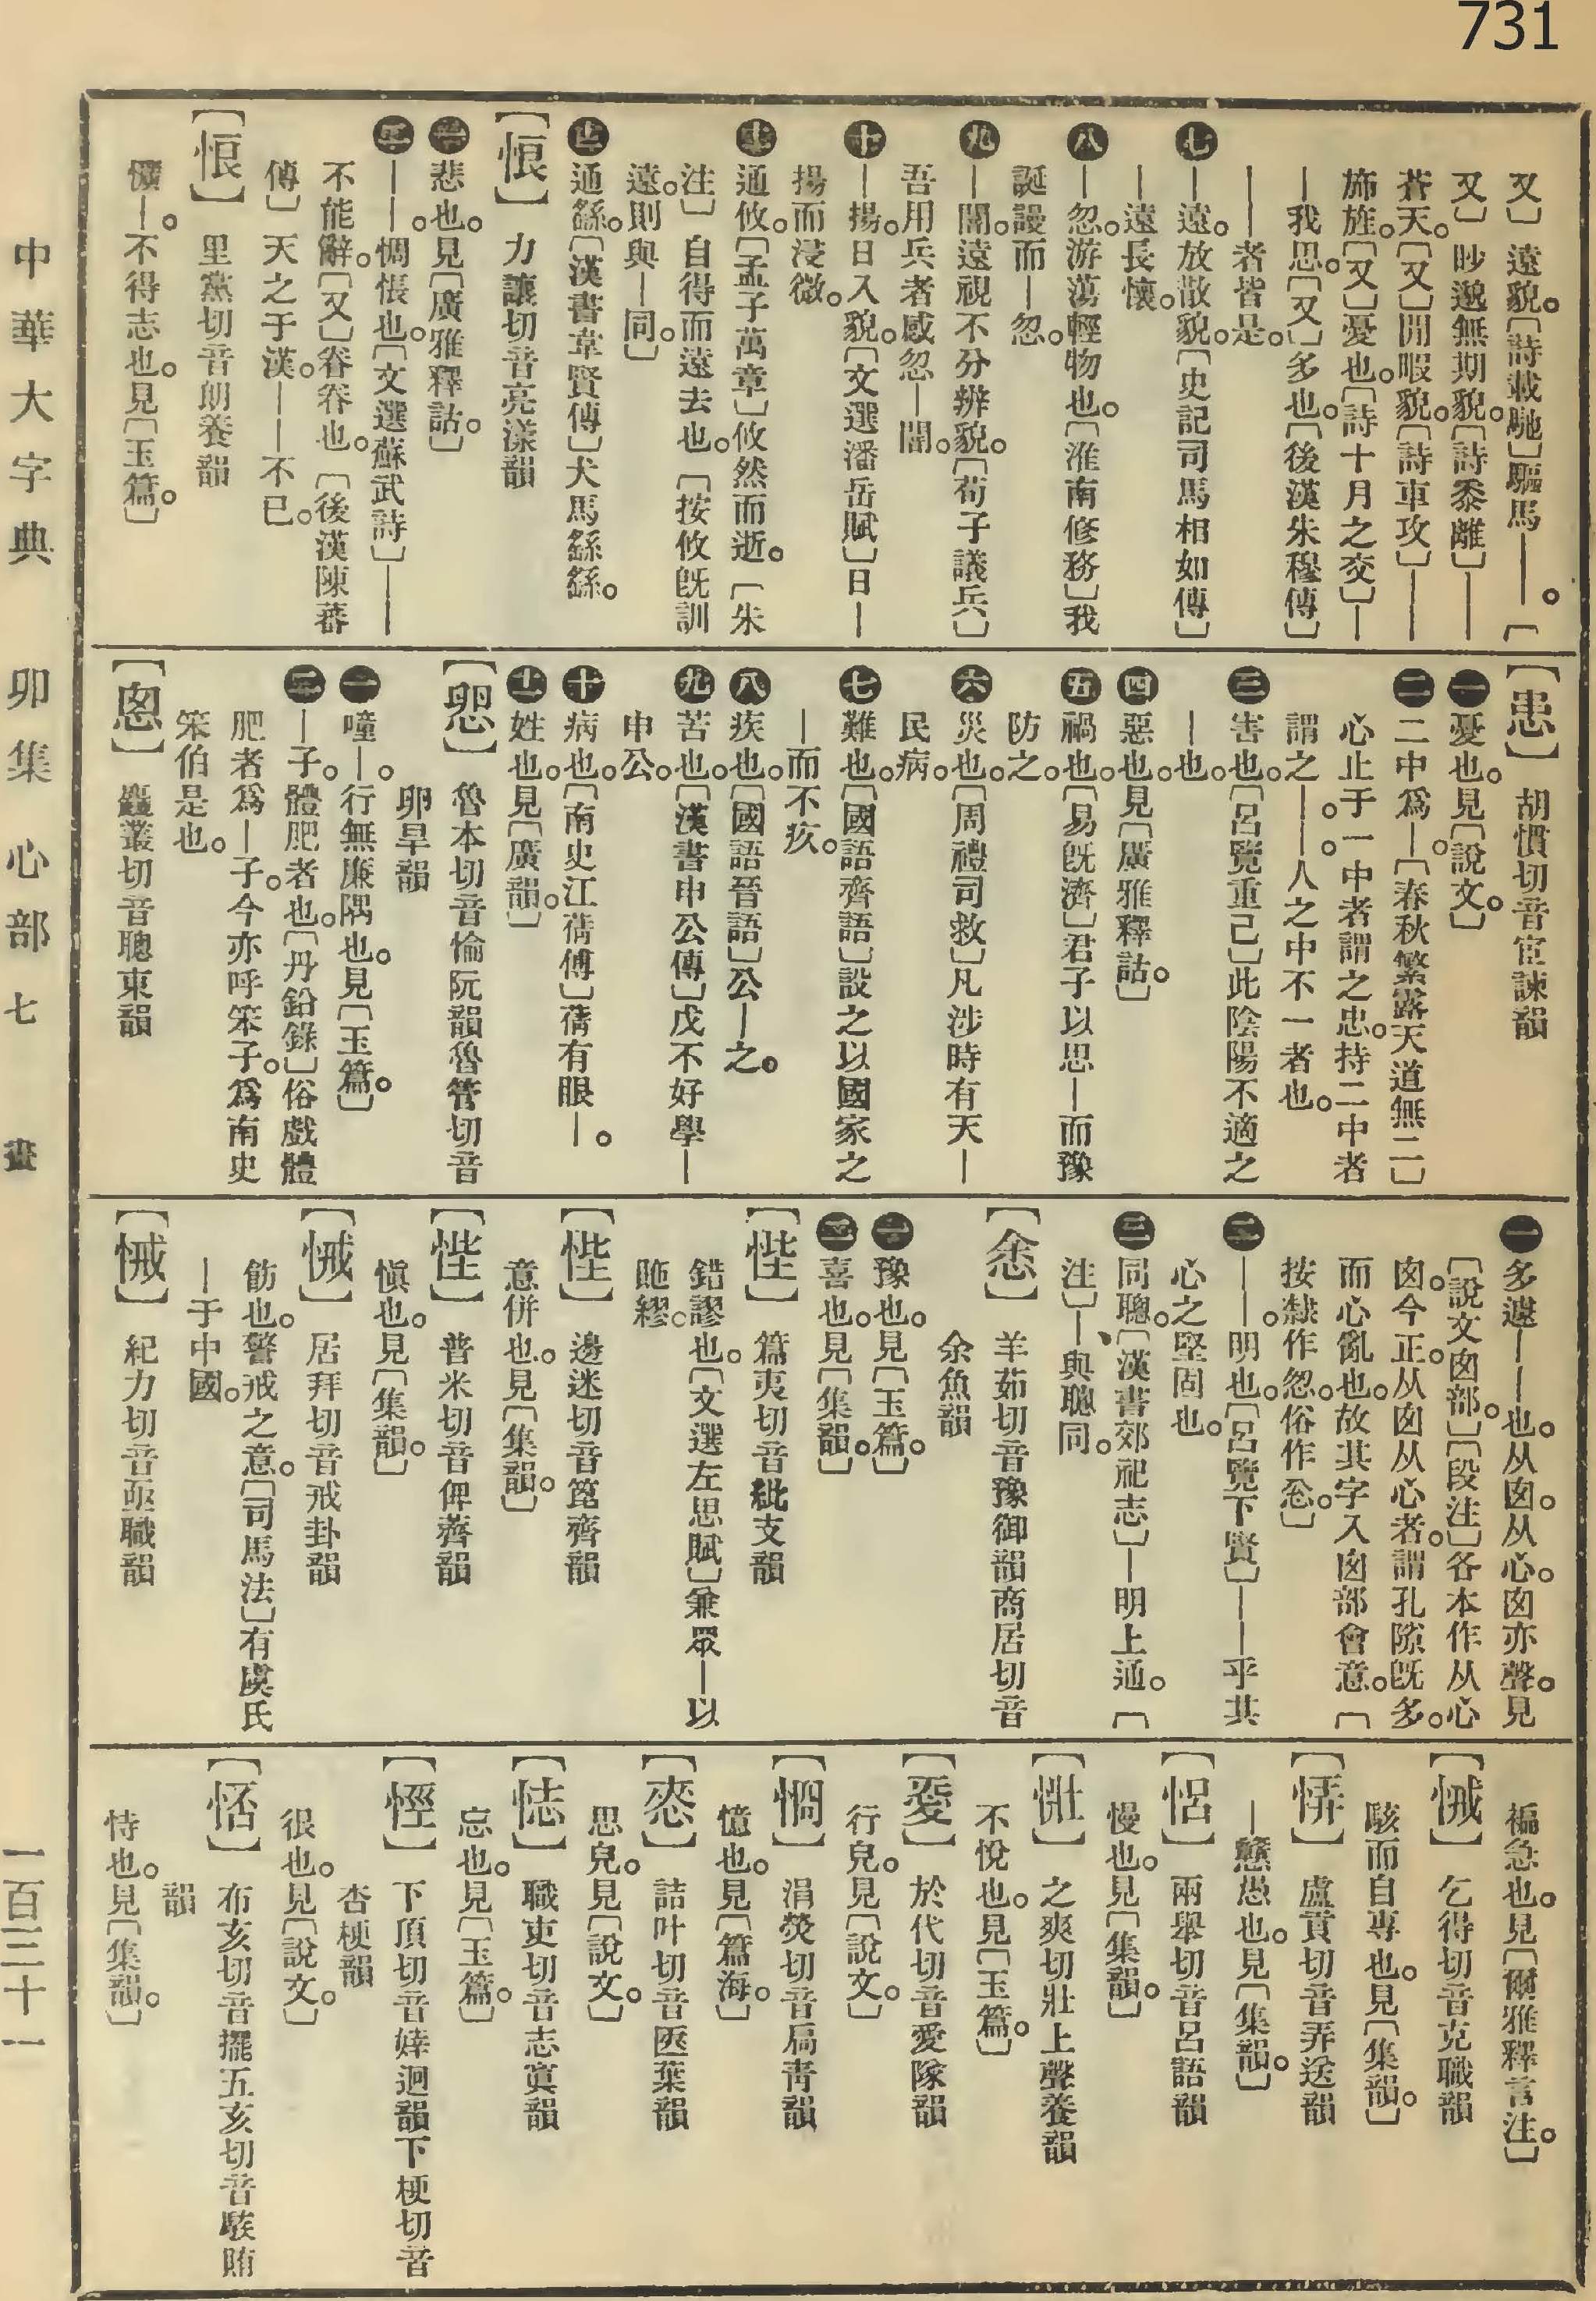 731
又〕遠貌。〔詩載馳〕驅馬——。〔
又〕眇邈無期貌。〔詩黍離〕——
蒼天。〔又〕閒暇貌。〔詩車攻〕——
旆旌。〔又〕憂也。〔詩十月之交〕—
—我思。〔又〕多也。〔後漢朱穆傳〕
——者皆是。
七 —遠。放散貌。〔史記司馬相如傳〕
—遠長懷。
八 —忽。游蕩輕物也。〔淮南修務〕我
誕謾而—忽。
九 —闇。遠視不分辨貌。〔荀子議兵〕
吾用兵者感忽—闇。
十 —揚。日入貌。〔文選潘岳賦〕日—
揚而浸微。
通攸。〔孟子萬章〕攸然而逝。〔朱
注〕自得而遠去也。〔按攸既訓
遠。則與—同。〕
通繇。〔漢書韋賢傳〕犬馬繇繇。
〔悢〕力讓切音亮漾韻
一 悲也。見〔廣雅釋詁。〕
二 ——。惆悵也。〔文選蘇武詩〕——
不能辭。〔又〕眷眷也。〔後漢陳蕃
傳〕天之于漢。——不已。
〔悢〕里黨切音朗養韻
懭—。不得志也。見〔玉篇。〕
〔患〕胡慣切音宦諫韻
一 憂也。見〔說文。〕
二 二中爲—。〔春秋繁露天道無二〕
心止于一中者謂之忠。持二中者
謂之—。—。人之中不一者也。
三 害也。〔呂覽重己〕此陰陽不適之
—也。
四 惡也。見〔廣雅釋詁。〕
五 禍也。〔易既濟〕君子以思—而豫
防之。
六 災也。〔周禮司救〕凡涉時有天—
民病。
七 難也。〔國語齊語〕設之以國家之
—而不疚。
八 疾也。〔國語晉語〕公—之。
九 苦也。〔漢書申公傳〕戊不好學—
申公。
十 病也。〔南史江蒨傳〕蒨有眼—。
十一 姓也。見〔廣韻。〕
魯本切音惀阮韻魯管切音
卵旱韻
一 㖔—。行無廉隅也。見〔玉篇。〕
二 —子。體肥者也。〔丹鉛錄〕俗戲體
肥者爲—子。今亦呼笨子。爲南史
笨伯是也。
〔悤〕麤叢切音聰東韻
一 多遽——也。从囪。从心。囪亦聲。見
〔說文囪部。〕〔段注〕各本作从心
囪。今正。从囪从心者。謂孔隙既多。
而心亂也。故其字入囪部會意。〔
按隸作忽。俗作怱。〕
二 ——。明也。〔呂覽下賢〕——乎其
心之堅固也。
三 同聰。〔漢書郊祀志〕—明上通。〔
注〕—、與聰同。
〔悆〕羊茹切音豫御韻商居切音
余魚韻
一 豫也。見〔玉篇。〕
二 喜也。見〔集韻。〕
〔悂〕篇夷切音紕支韻
錯謬也。〔文選左思賦〕兼眾—以
貤繆。
〔悂〕邊迷切音篦齊韻
意併也。見〔集韻。〕
〔悂〕普米切音俾薺韻
愼也。見〔集韻。〕
〔悈〕居拜切音戒卦韻
飭也。警戒之意。〔司馬法〕有虞氏
—于中國。
〔悈〕紀力切音亟職韻
褊急也。見〔爾雅釋言注。〕
〔悈〕乞得切音克職韻
駭而自專也。見〔集韻。〕
〔㤴〕盧貢切音弄送韻
—戇愚也。見〔集韻。〕
〔侶〕兩舉切音呂語韻
慢也。見〔集韻。〕
之爽切壯上聲養韻
不悅也。見〔玉篇。〕
〔㤅〕於代切音愛隊韻
行皃。見〔說文。〕
〔悁〕涓熒切音扃靑韻
憶也。見〔篇海。〕
詰叶切音匧葉韻
思皃。見〔說文。〕
〔誌〕職吏切音志寘韻
忘也。見〔玉篇。〕
〔悻〕下頂切音婞迥韻下梗切音
杏梗韻
很也。見〔說文。〕
布亥切音擺五亥切音騃賄
韻
恃也。見〔集韻。〕
中華大字典　卯集　心部　七畫
一百三十一